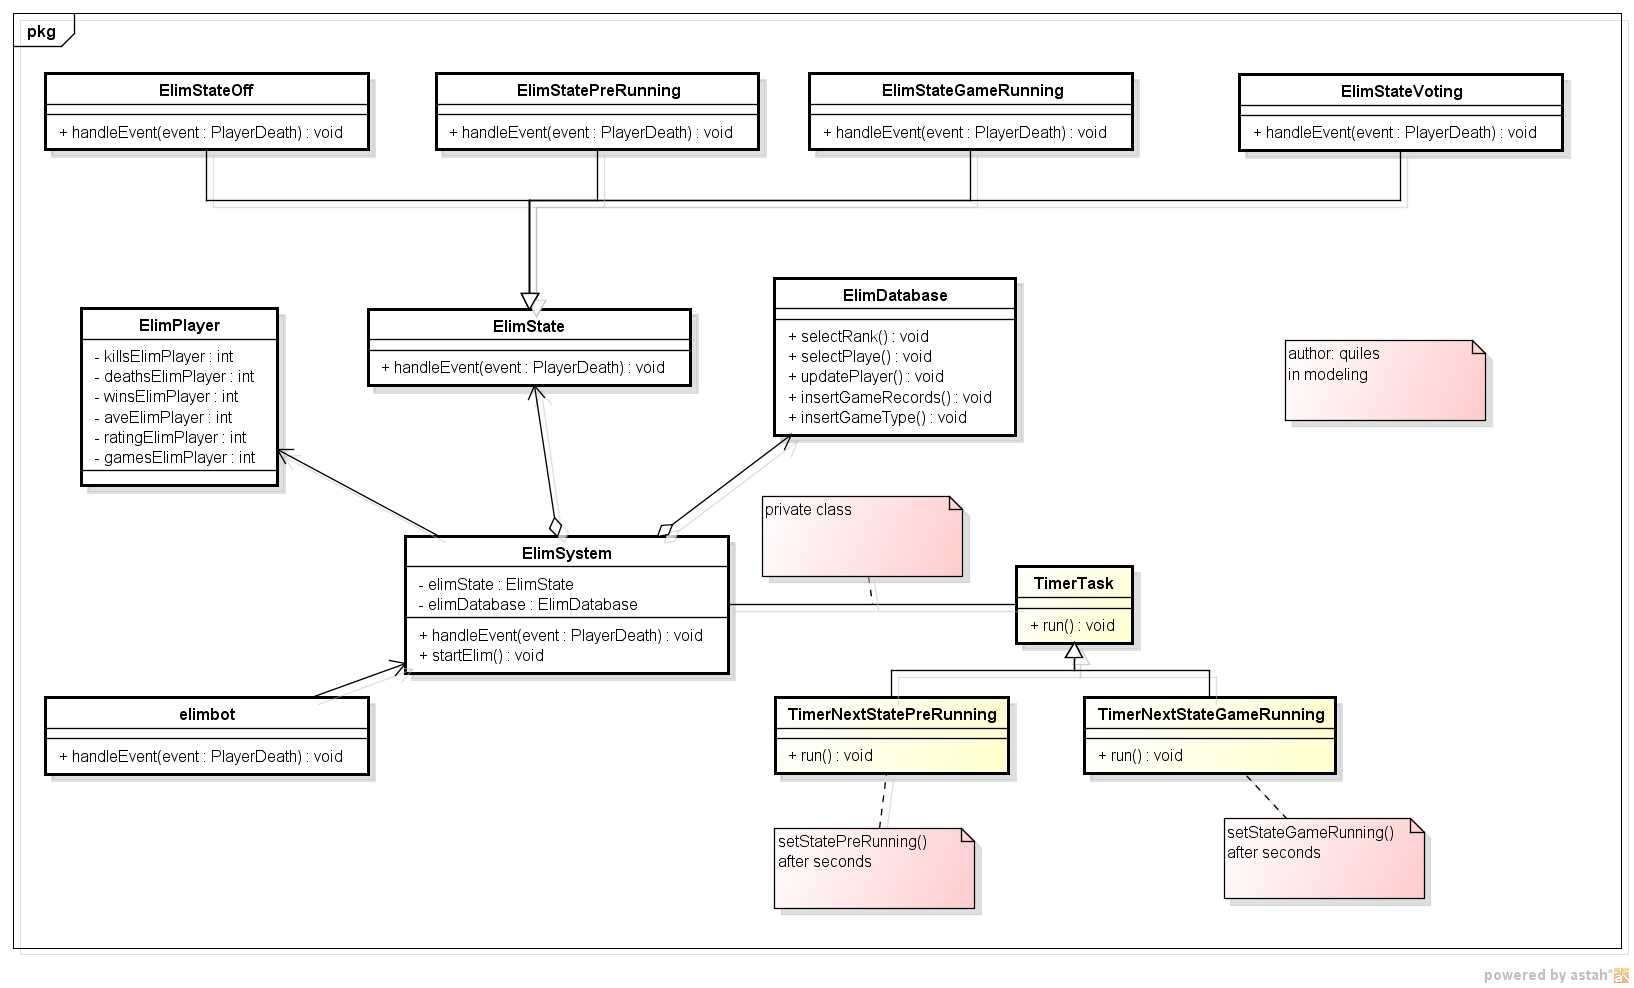 pkg
ElimStateOff
+ handleEvent(event : PlayerDeath) : void
ElimStatePreRunning
+ handleEvent(event : PlayerDeath) : void
ElimStateGameRunning
+ handleEvent(event : PlayerDeath) : void
ElimStateVoting
+ handleEvent(event : PlayerDeath) : void
ElimPlayer
- killsElimPlayer : int
- deathsElimPlayer : int
- winsElimPlayer : int
- aveElimPlayer : int
- ratingElimPlayer : int
- gamesElimPlayer : int
ElimState
+ handleEvent(event : PlayerDeath) : void
ElimDatabase
+ selectRank() : void
+ selectPlaye() : void
+ updatePlayer() : void
+ insertGameRecords() : void
+ insertGameType() : void
author: quiles
in modeling
private class
ElimSystem
- elimState : ElimState
- elimDatabase : ElimDatabase
+ handleEvent(event : PlayerDeath) : void
+ startElim() : void
TimerTask
+ run() : void
elimbot
+ handleEvent(event : PlayerDeath) : void
TimerNextStatePreRunning
+ run() : void
TimerNextStateGameRunning
+ run() : void
setStatePreRunning()
after seconds
setStateGameRunning()
after seconds
powered by astah*